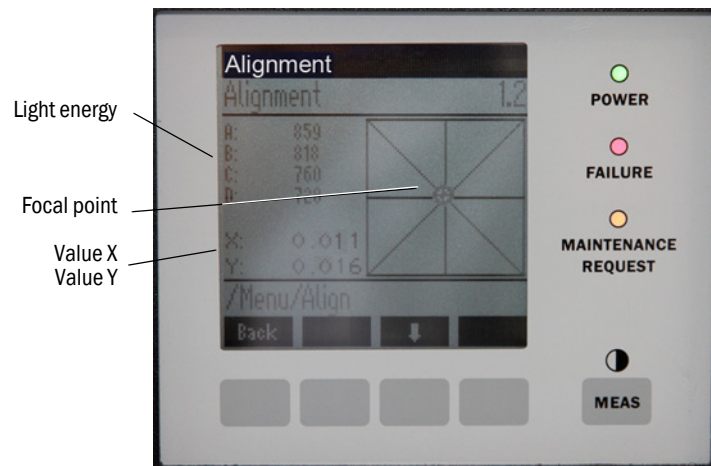 Alignment
Alignment 1.2
Light energy
A: 859
B: 818
C: 760
D: 728
Focal point
X: 0.011
Value X
Y: 0.016
Value Y
/Menu/Align
Back
POWER
FAILURE
MAINTENANCE
REQUEST
MEAS